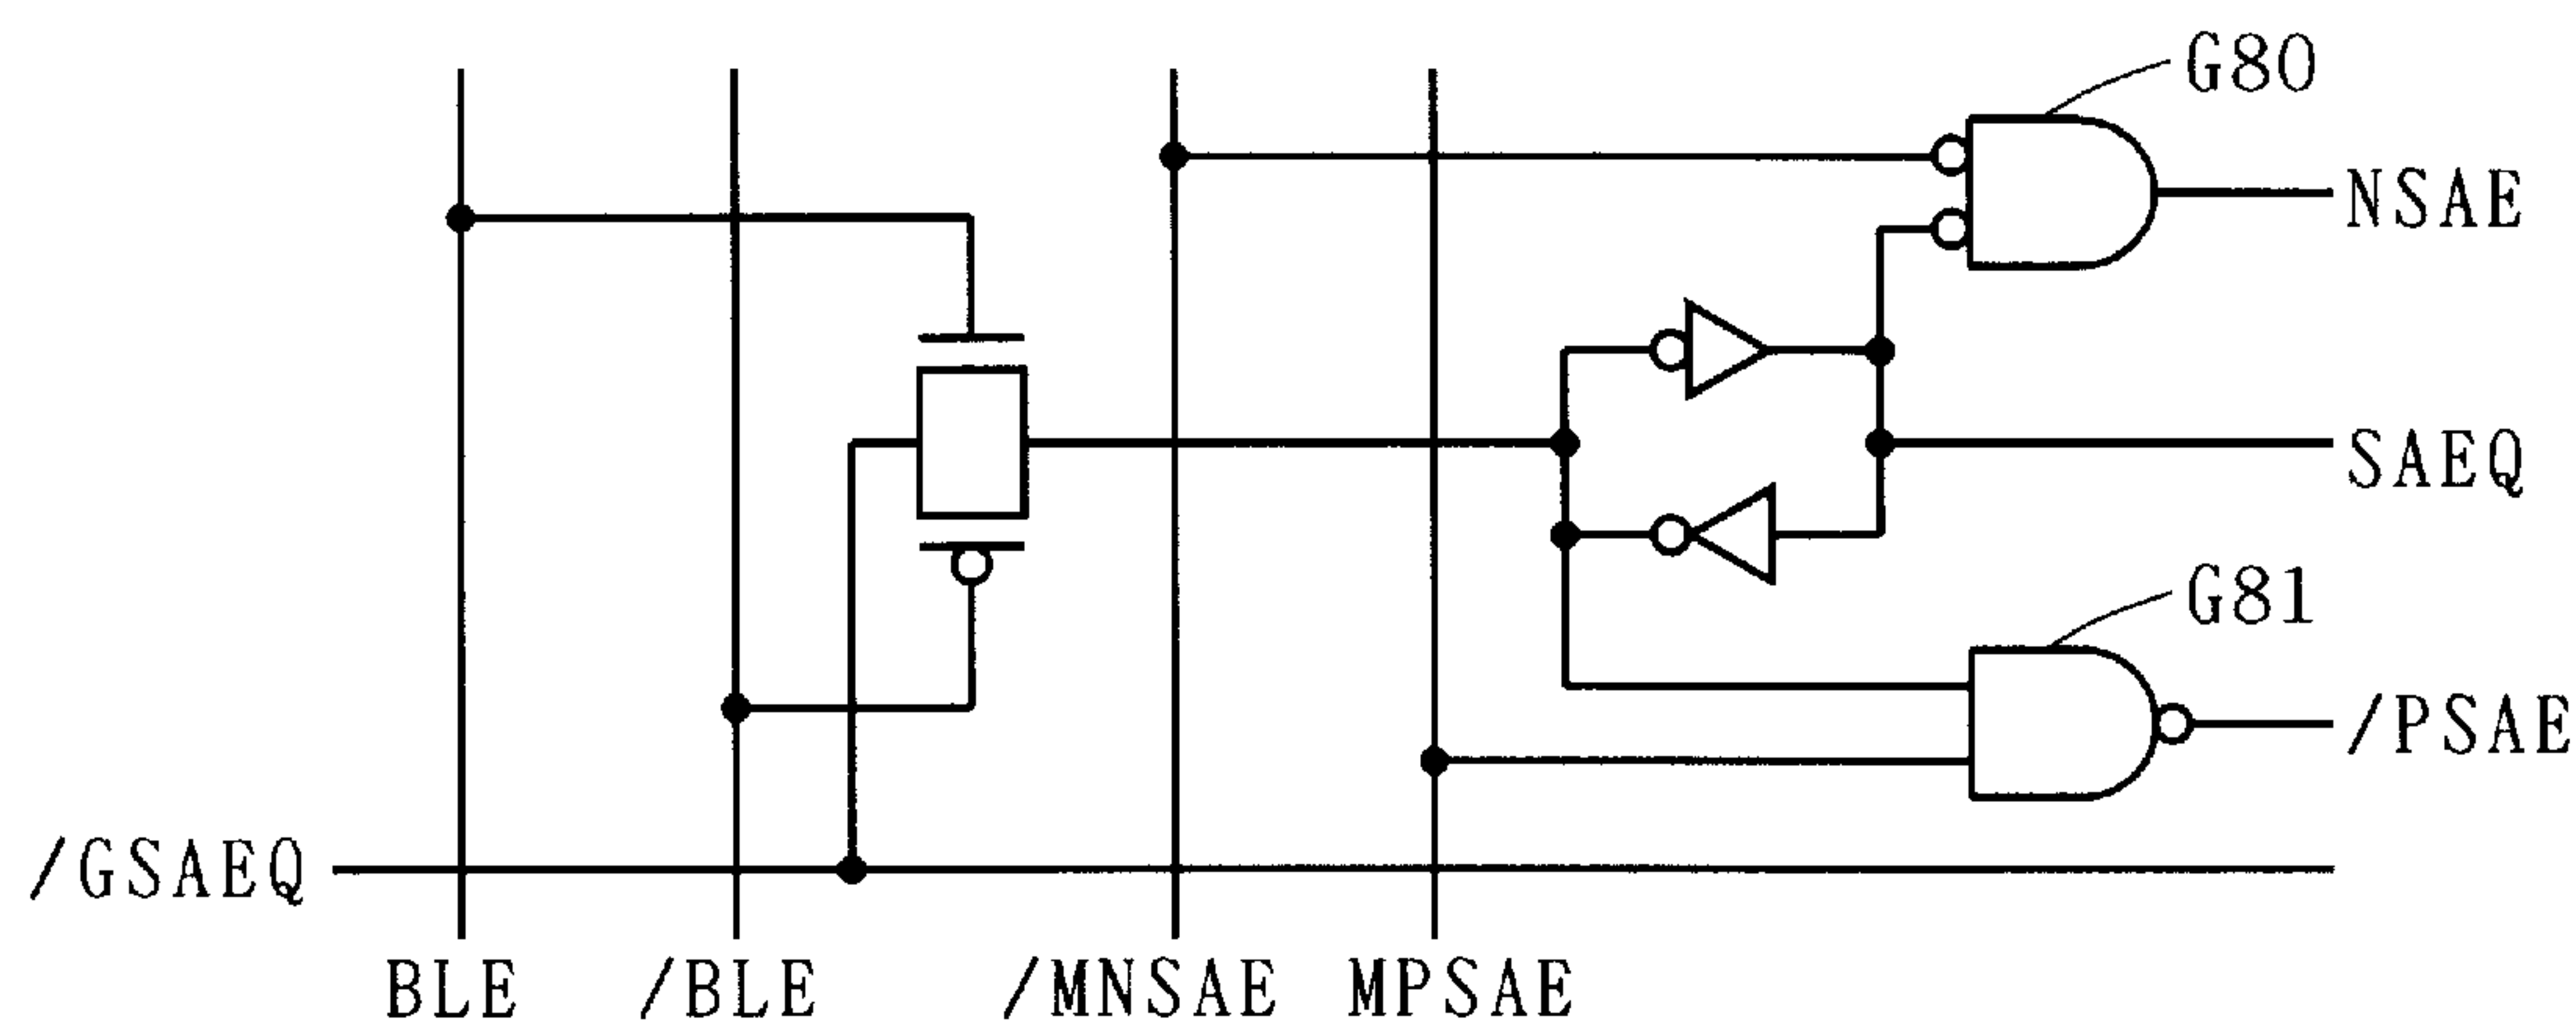 G80
NSAE
SAEQ
G81
/PSAE
/GSAEQ
BLE /BLE /MNSAE MPSAE